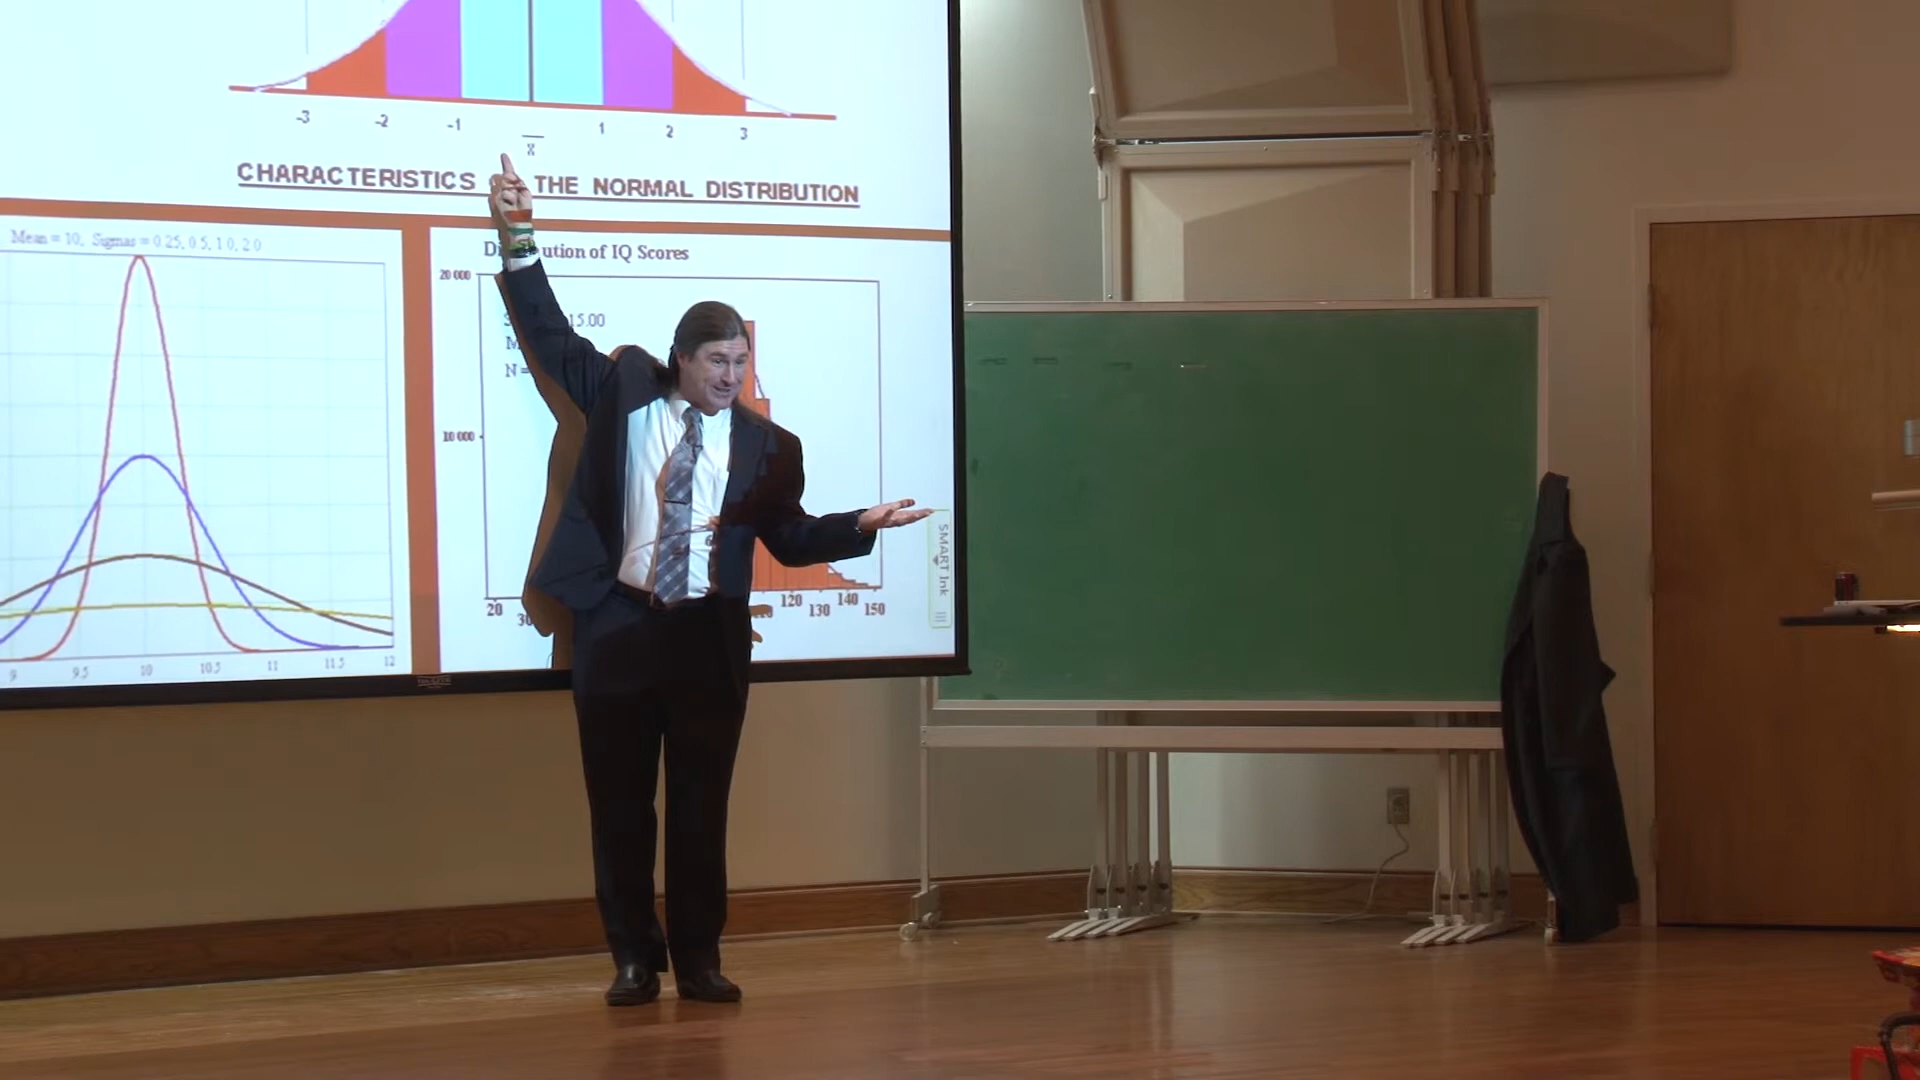 -3 -2 -1 1 2 3
x
CHARACTERISTICS THE NORMAL DISTRIBUTION
Mean = 10, Sigmas = 0.25, 0.5, 1.0, 2.0
9 9.5 10 10.5 11 11.5 12
ution of IQ Scores
20 000
15.00
N =
10 000
20 120 130 140 150
SMART Ink